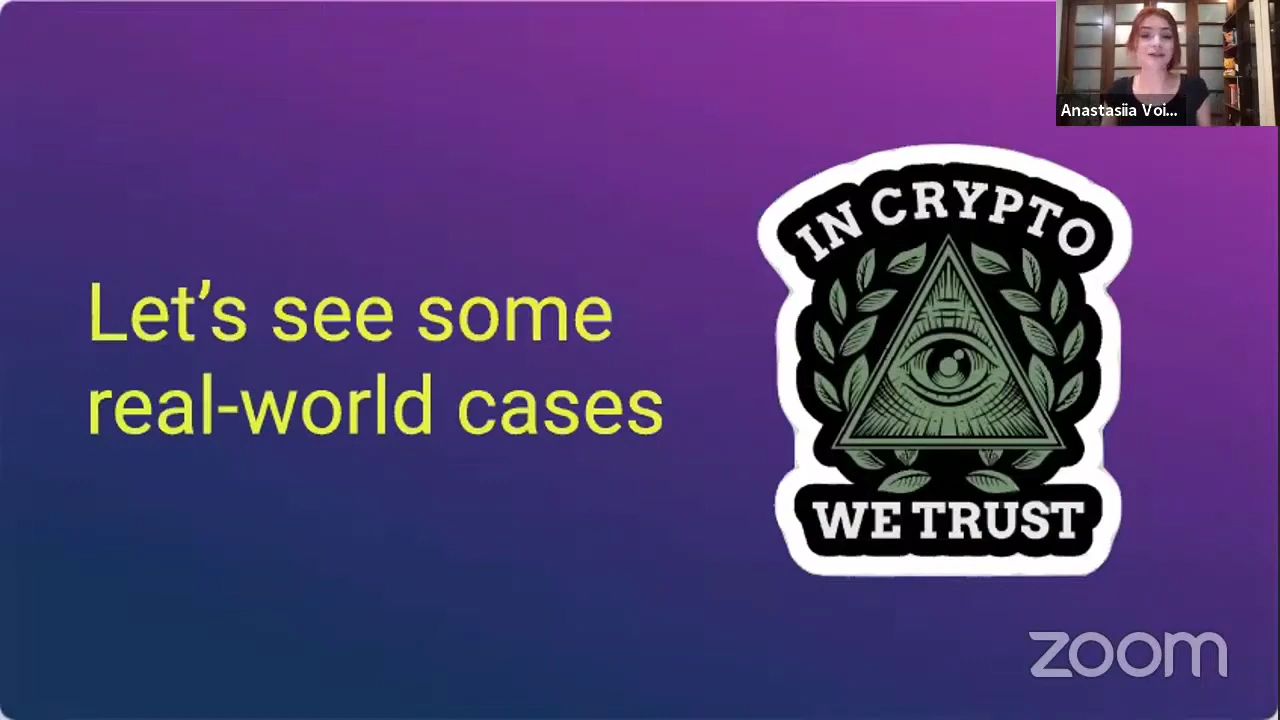 Let’s see some
real-world cases
IN CRYPTO
WE TRUST
Anastasiia Voi...
zoom